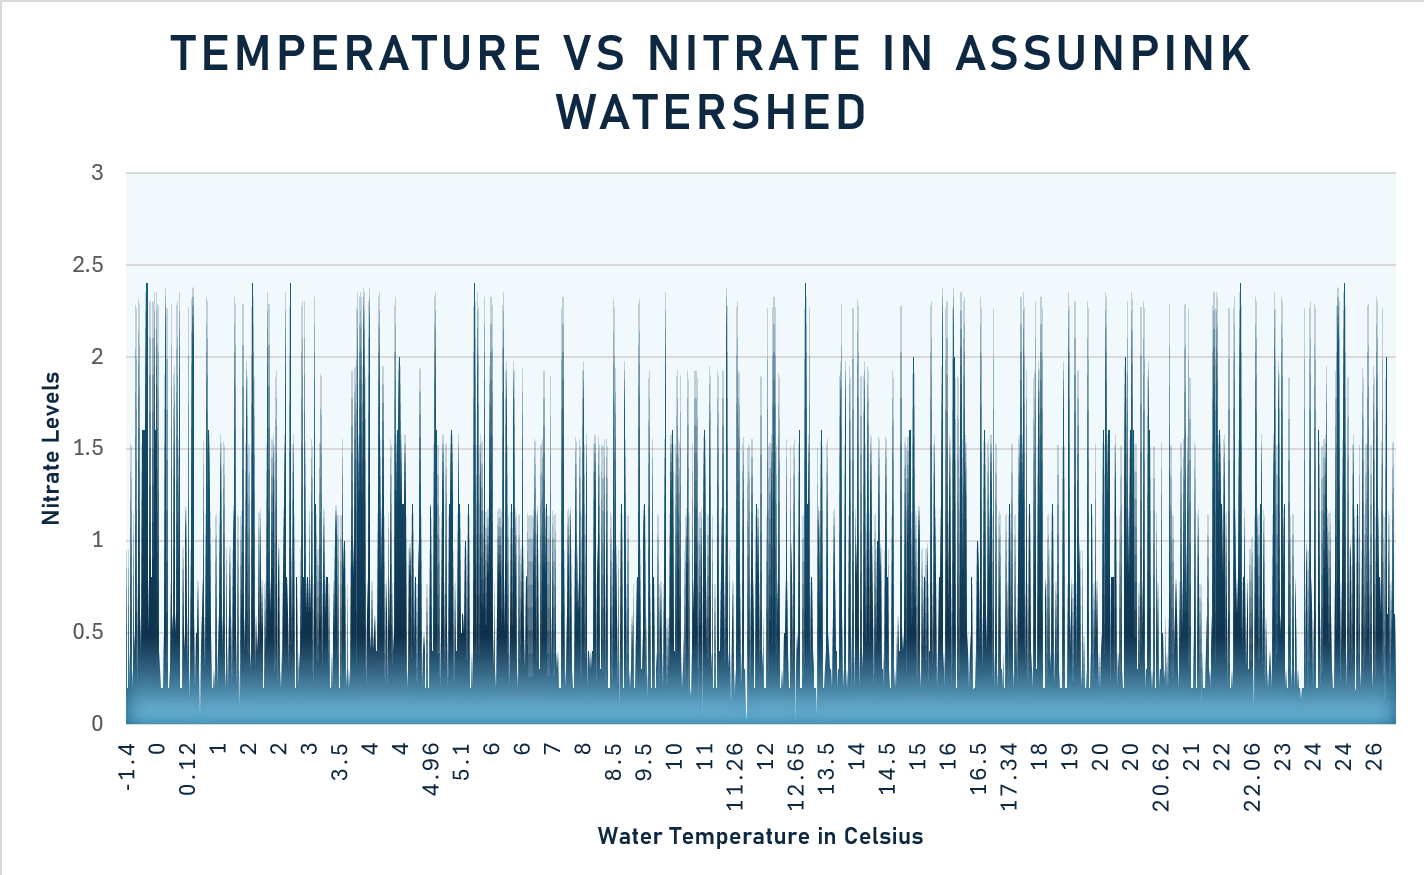 TEMPERATURE VS NITRATE IN ASSUNPINK
WATERSHED
3
2.5
2
1.5
1
0.5
0
Nitrate Levels
-1.4 0 0.12 1 2 2 3 3.5 4 4 4.96 5.1 6 6 7 8 8.5 9.5 10 11 11.26 12 12.65 13.5 14 14.5 15 16 16.5 17.34 18 19 20 20 20.62 21 22 22.06 23 24 24 26
Water Temperature in Celsius